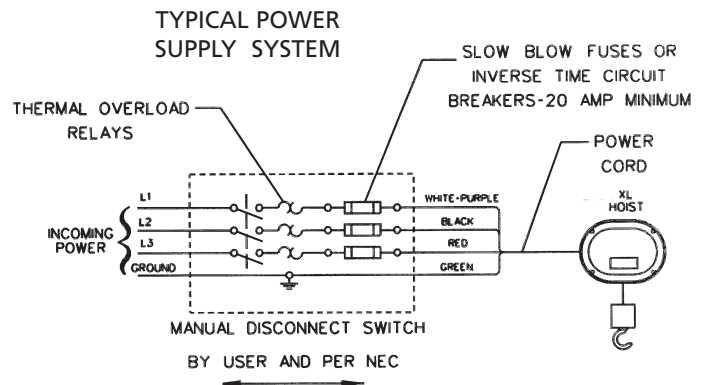 TYPICAL POWER
SUPPLY SYSTEM
SLOW BLOW FUSES OR
INVERSE TIME CIRCUIT
BREAKERS-20 AMP MINIMUM
THERMAL OVERLOAD
RELAYS
POWER
CORD
XL
HOIST
INCOMING
POWER
L1
L2
L3
GROUND
WHITE-PURPLE
BLACK
RED
GREEN
MANUAL DISCONNECT SWITCH
BY USER AND PER NEC